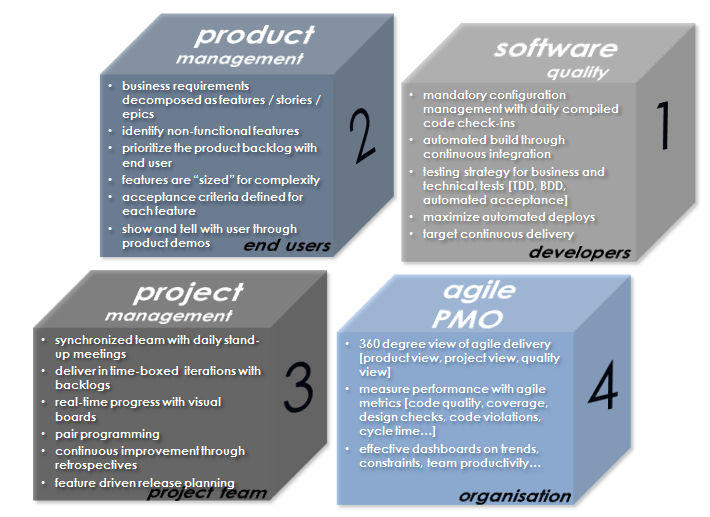 product
management
• business requirements
decomposed as features / stories /
epics
• identify non-functional features
• prioritize the product backlog with
end user
• features are "sized" for complexity
• acceptance criteria defined for
each feature
• show and tell with user through
product demos
end users
2
software
quality
• mandatory configuration
management with daily compiled
code check-ins
• automated build through
continuous integration
• testing strategy for business and
technical tests [TDD, BDD,
automated acceptance]
• maximize automated deploys
• target continuous delivery
developers
1
project
management
• synchronized team with daily stand-
up meetings
• deliver in time-boxed iterations with
backlogs
• real-time progress with visual
boards
• pair programming
• continuous improvement through
retrospectives
• feature driven release planning
project team
3
agile
PMO
• 360 degree view of agile delivery
[product view, project view, quality
view]
• measure performance with agile
metrics [code quality, coverage,
design checks, code violations,
cycle time...]
• effective dashboards on trends,
constraints, team productivity...
organisation
4